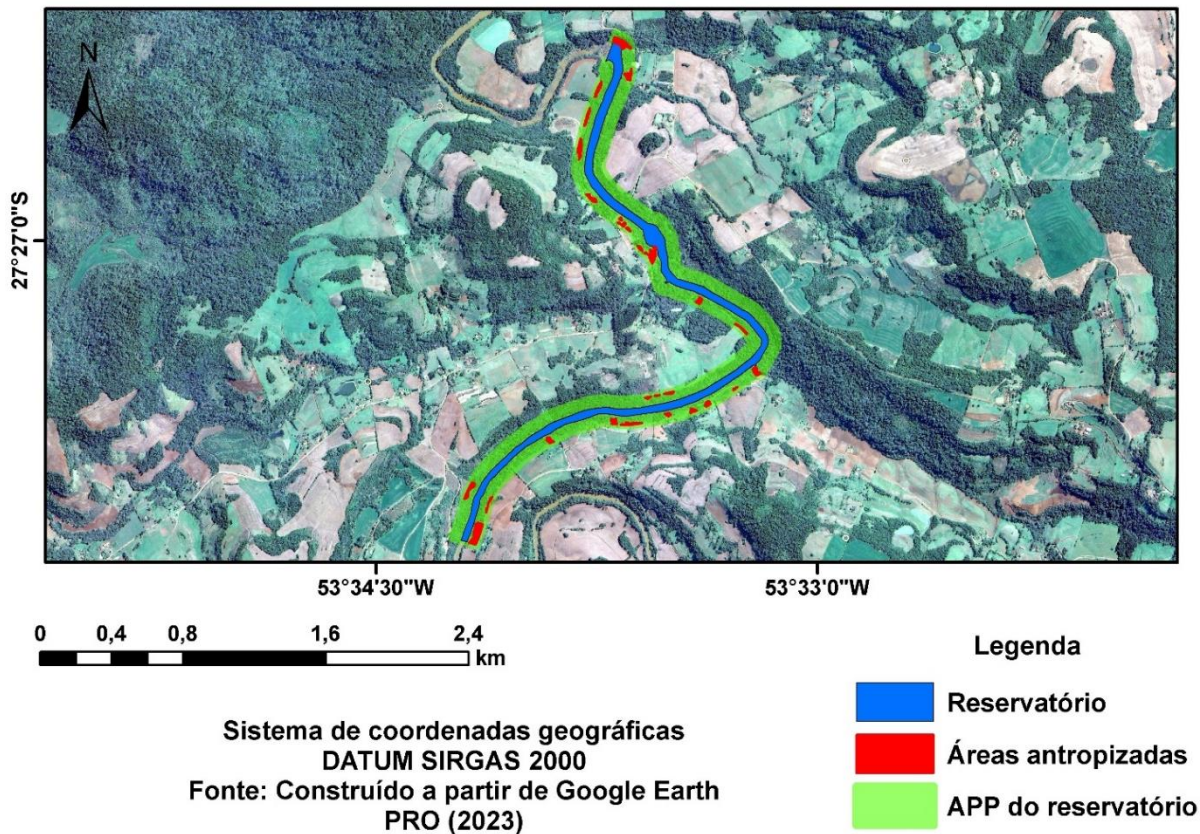 N
27°27'0"S
53°34'30"W
53°33'0"W
0 0,4 0,8 1,6 2,4
km
Legenda
Reservatório
Áreas antropizadas
APP do reservatório
Sistema de coordenadas geográficas
DATUM SIRGAS 2000
Fonte: Construído a partir de Google Earth
PRO (2023)